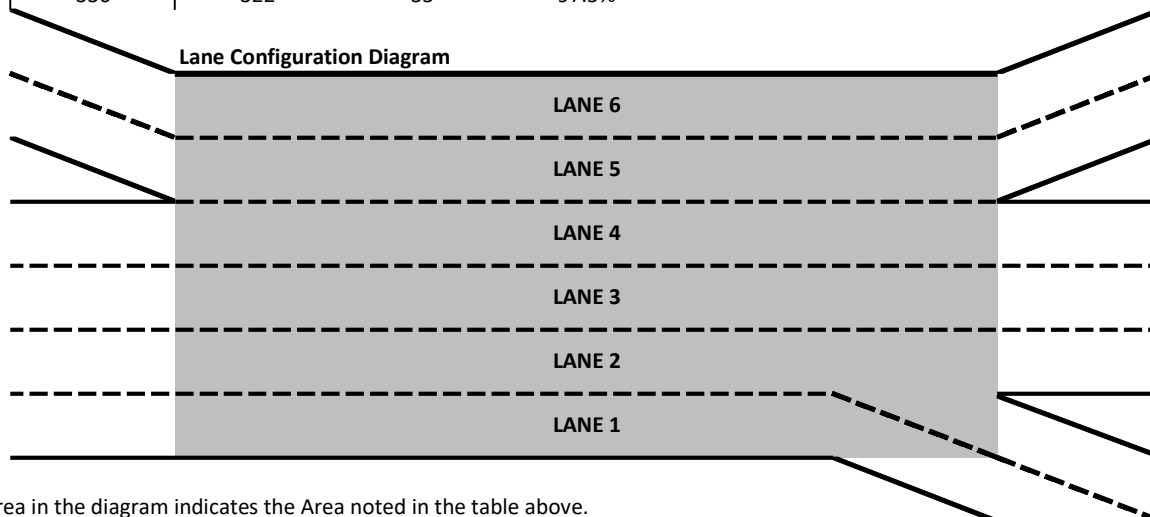 Lane Configuration Diagram
LANE 6
LANE 5
LANE 4
LANE 3
LANE 2
LANE 1
area in the diagram indicates the Area noted in the table above.